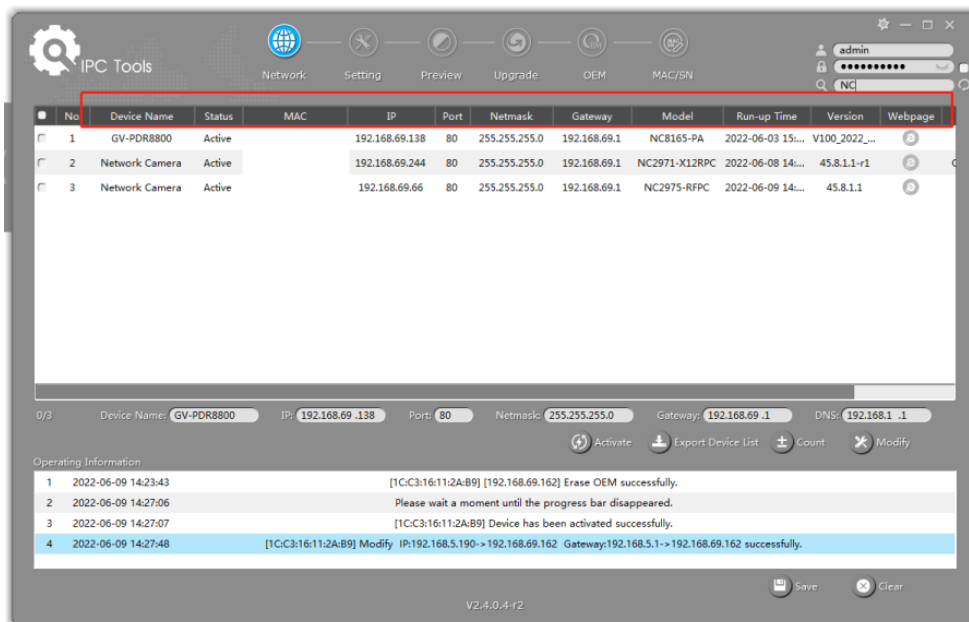 IPC Tools
Network Setting Preview Upgrade OEM MAC/SN
admin
••••••••••
NC
No Device Name Status MAC IP Port Netmask Gateway Model Run-up Time Version Webpage
1 GV-PDR8800 Active 192.168.69.138 80 255.255.255.0 192.168.69.1 NC8165-PA 2022-06-03 15:... V100_2022_...
2 Network Camera Active 192.168.69.244 80 255.255.255.0 192.168.69.1 NC2971-X12RPC 2022-06-08 14:... 45.8.1.1-r1
3 Network Camera Active 192.168.69.66 80 255.255.255.0 192.168.69.1 NC2975-RFPC 2022-06-09 14:... 45.8.1.1
0/3 Device Name: GV-PDR8800 IP: 192.168.69 .138 Port: 80 Netmask: 255.255.255.0 Gateway: 192.168.69 .1 DNS: 192.168.1 .1
Activate Export Device List Count Modify
Operating Information
1 2022-06-09 14:23:43 [1C:C3:16:11:2A:B9] [192.168.69.162] Erase OEM successfully.
2 2022-06-09 14:27:06 Please wait a moment until the progress bar disappeared.
3 2022-06-09 14:27:07 [1C:C3:16:11:2A:B9] Device has been activated successfully.
4 2022-06-09 14:27:48 [1C:C3:16:11:2A:B9] Modify IP:192.168.5.190->192.168.69.162 Gateway:192.168.5.1->192.168.69.162 successfully.
Save Clear
V2.4.0.4-r2